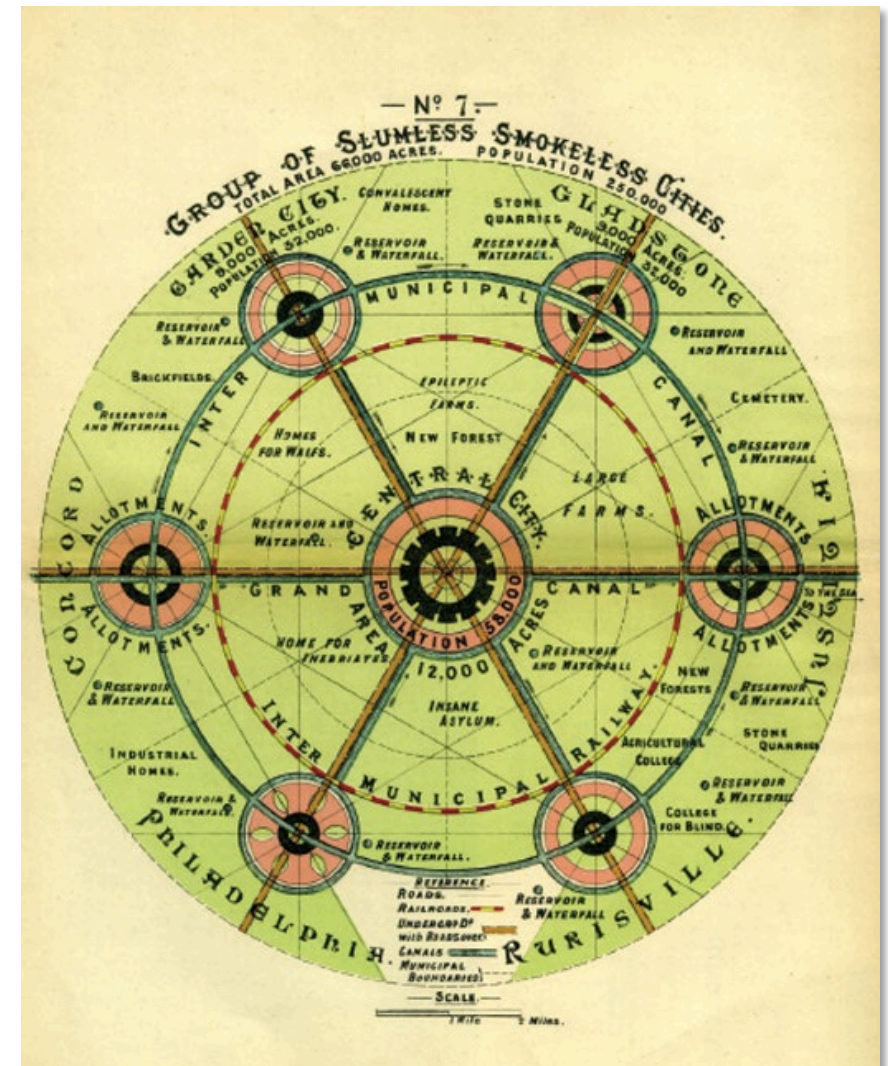 — Nº 7. —
GROUP OF SLUMLESS SMOKELESS CITIES.
TOTAL AREA 66,000 ACRES. POPULATION 250,000
GARDEN CITY.
9,000 ACRES.
POPULATION 32,000.
CONVALESCENT
HOMES.
RESERVOIR
& WATERFALL
STONE
QUARRIES
RESERVOIR &
WATERFALL.
GLADSTONE
9,000 ACRES.
POPULATION
32,000
RESERVOIR
& WATERFALL
BRICKFIELDS.
RESERVOIR
AND WATERFALL
RESERVOIR
AND WATERFALL
CEMETERY.
RESERVOIR
& WATERFALL
INTER MUNICIPAL CANAL
EPILEPTIC
FARMS.
NEW FOREST
HOMES
FOR WAIFS.
LARGE
FARMS.
CENTRAL CITY.
RESERVOIR AND
WATERFALL.
POPULATION 58,000
AREA 12,000 ACRES
CONCORD
ALLOTMENTS.
ALLOTMENTS.
GRAND CANAL
JUSTITIA
ALLOTMENTS
ALLOTMENTS
TO THE SEA
HOME FOR
INEBRIATES
INSANE
ASYLUM.
RESERVOIR
AND WATERFALL
NEW
FORESTS
RESERVOIR
& WATERFALL
RESERVOIR
& WATERFALL
STONE
QUARRIES
INDUSTRIAL
HOMES.
INTER MUNICIPAL RAILWAY.
AGRICULTURAL
COLLEGE
RESERVOIR
& WATERFALL
RESERVOIR &
WATERFALL.
COLLEGE
FOR BLIND.
PHILADELPHIA.
RURISVILLE.
RESERVOIR
& WATERFALL.
RESERVOIR
& WATERFALL
REFERENCE.
ROADS.
RAILROADS.
UNDERGRDº
with ROADS over
CANALS
MUNICIPAL
BOUNDARIES
— SCALE. —
1 Mile 2 Miles.